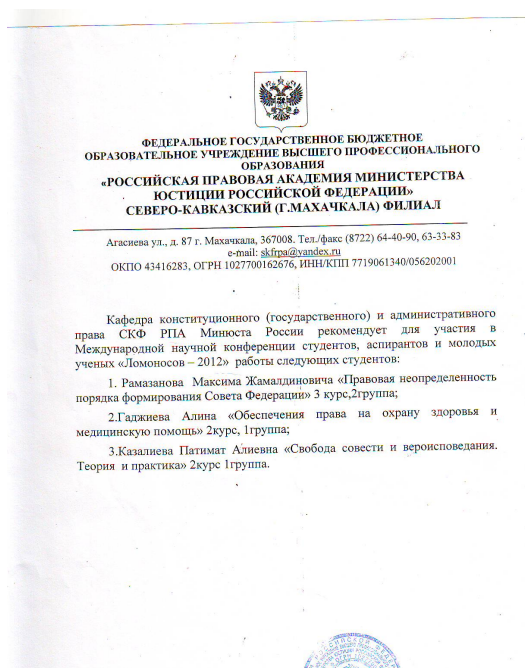 ФЕДЕРАЛЬНОЕ ГОСУДАРСТВЕННОЕ БЮДЖЕТНОЕ
ОБРАЗОВАТЕЛЬНОЕ УЧРЕЖДЕНИЕ ВЫСШЕГО ПРОФЕССИОНАЛЬНОГО
ОБРАЗОВАНИЯ
«РОССИЙСКАЯ ПРАВОВАЯ АКАДЕМИЯ МИНИСТЕРСТВА
ЮСТИЦИИ РОССИЙСКОЙ ФЕДЕРАЦИИ»
СЕВЕРО-КАВКАЗСКИЙ (Г.МАХАЧКАЛА) ФИЛИАЛ
Агасиева ул., д. 87 г. Махачкала, 367008. Тел./факс (8722) 64-40-90, 63-33-83
e-mail: skfrpa@yandex.ru
ОКПО 43416283, ОГРН 1027700162676, ИНН/КПП 7719061340/056202001
Кафедра конституционного (государственного) и административного
права СКФ РПА Минюста России рекомендует для участия в
Международной научной конференции студентов, аспирантов и молодых
ученых «Ломоносов – 2012» работы следующих студентов:
1. Рамазанова Максима Жамалдиновича «Правовая неопределенность
порядка формирования Совета Федерации» 3 курс,2группа;
2.Гаджиева Алина «Обеспечения права на охрану здоровья и
медицинскую помощь» 2курс, 1группа;
3.Казалиева Патимат Алиевна «Свобода совести и вероисповедания.
Теория и практика» 2курс 1группа.